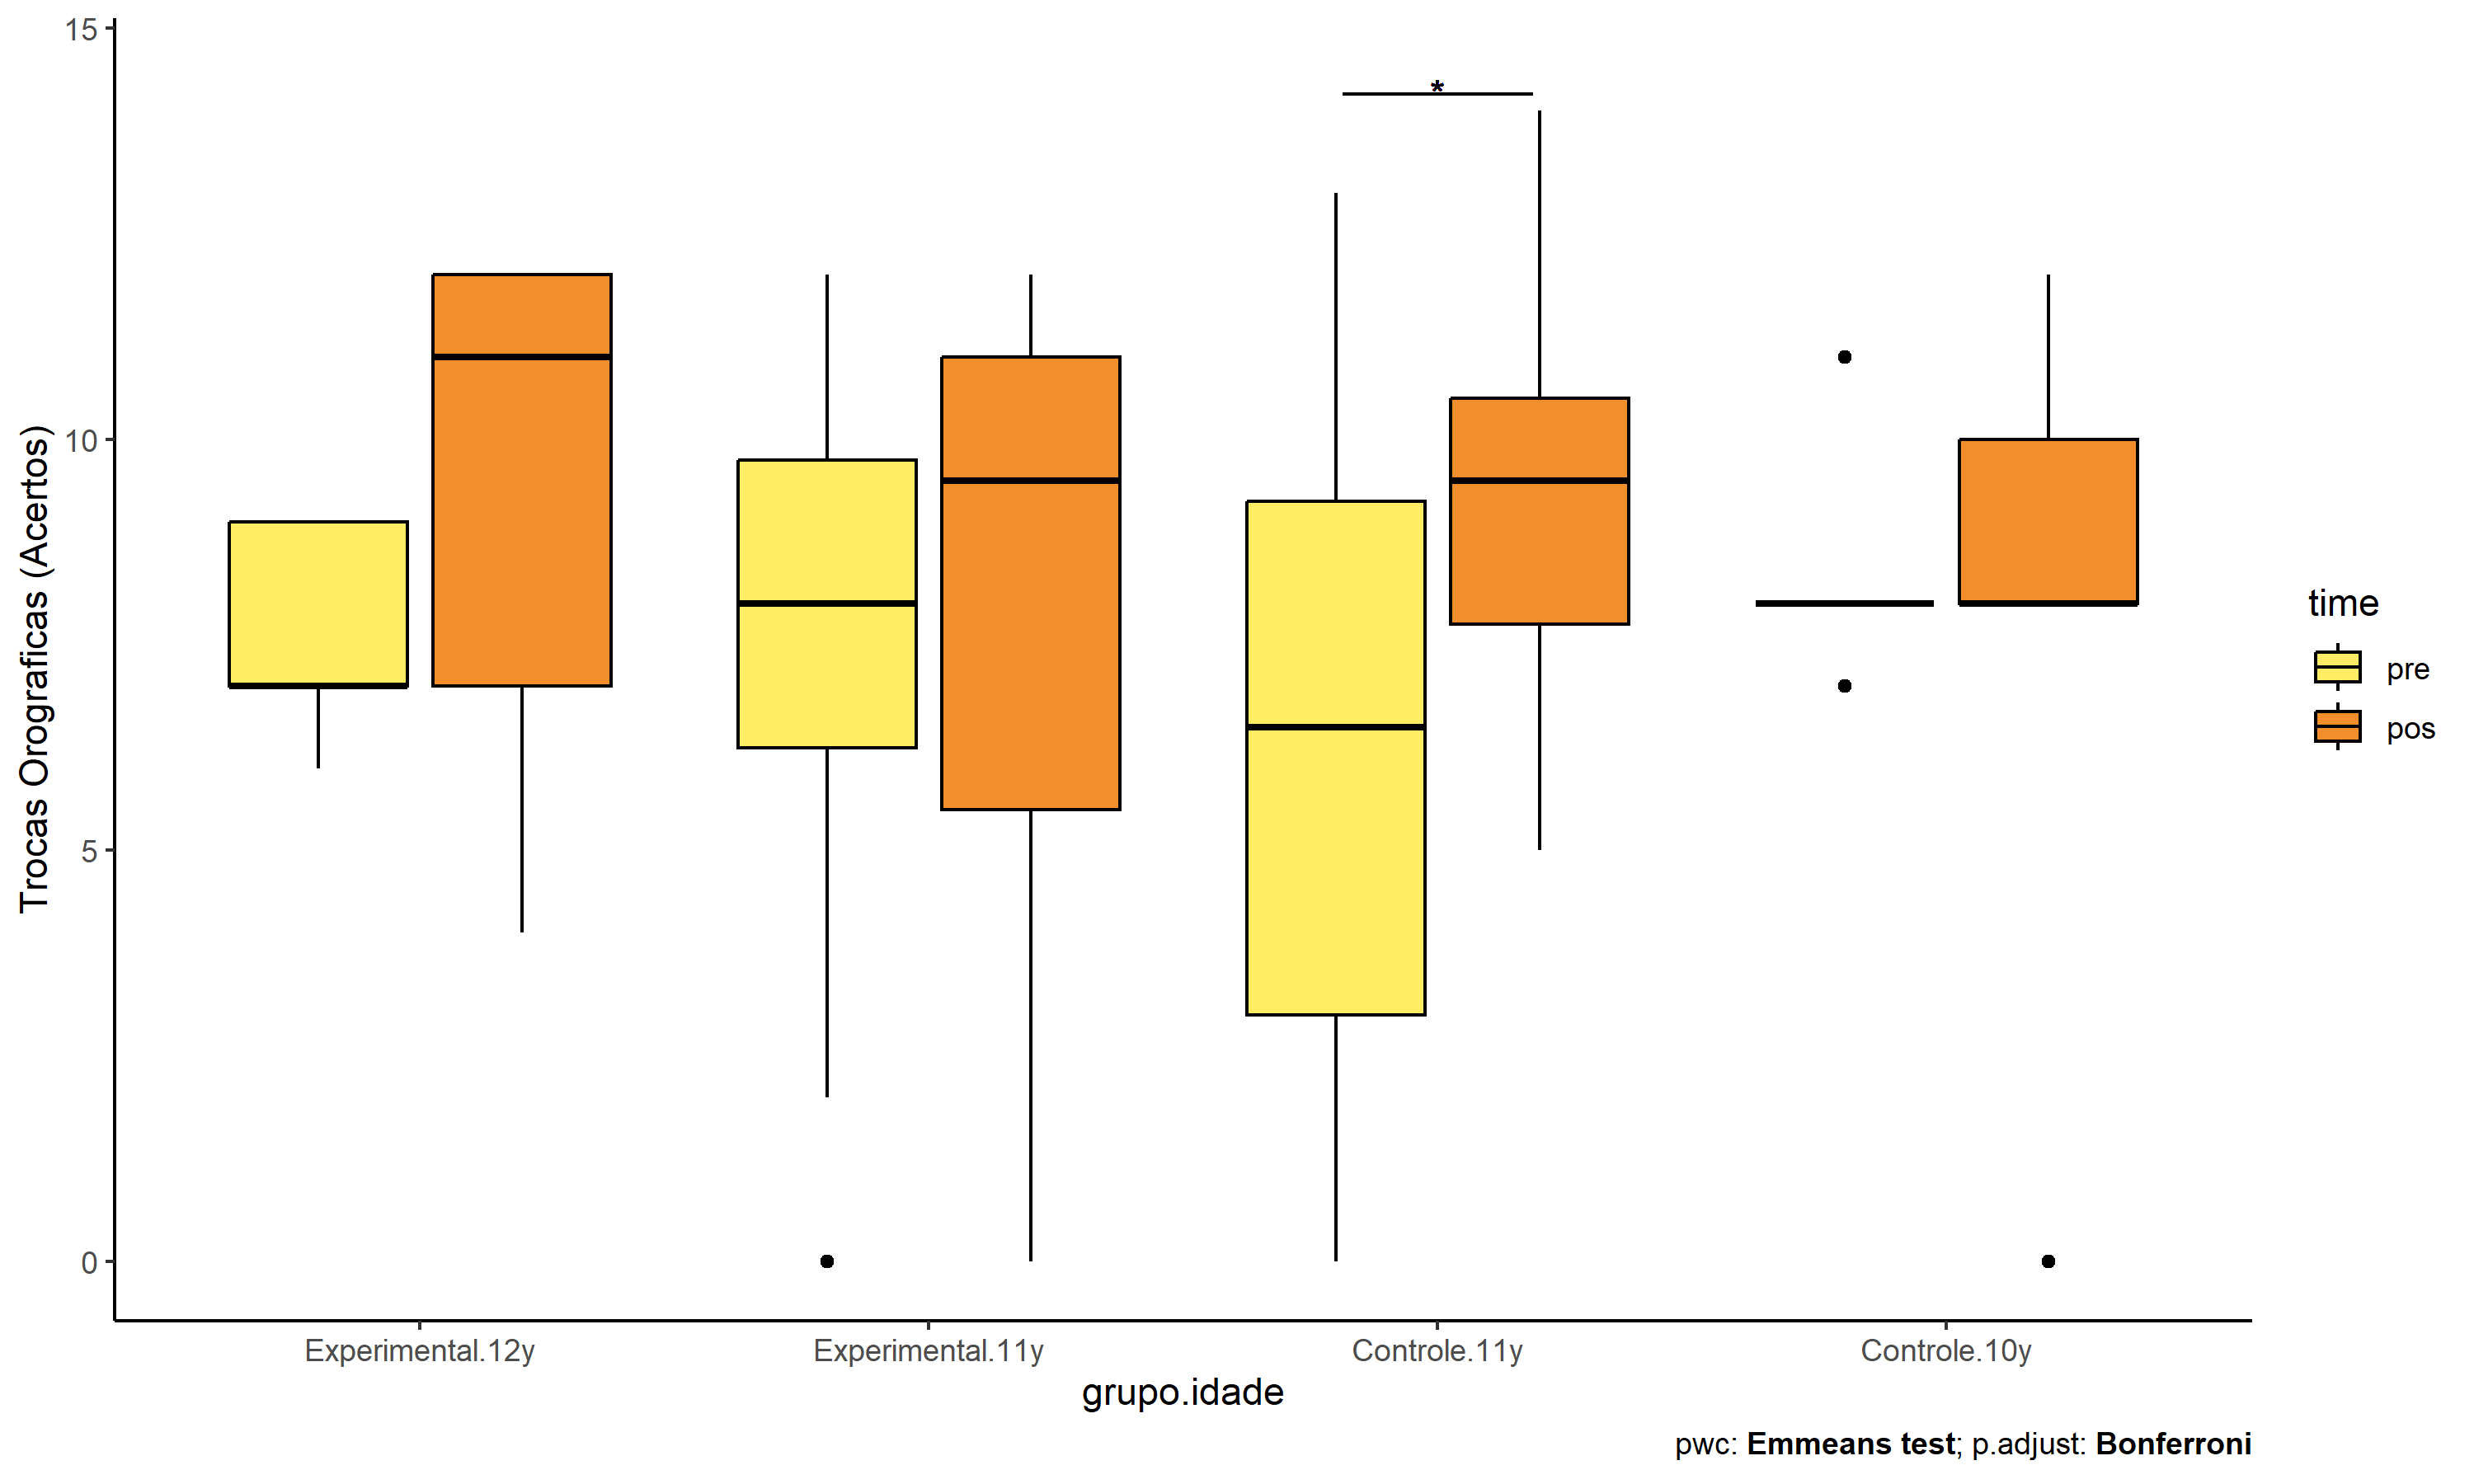 Trocas Orograficas (Acertos)
15
10
5
0
*
Experimental.12y
Experimental.11y
Controle.11y
Controle.10y
grupo.idade
time
pre
pos
pwc: Emmeans test; p.adjust: Bonferroni